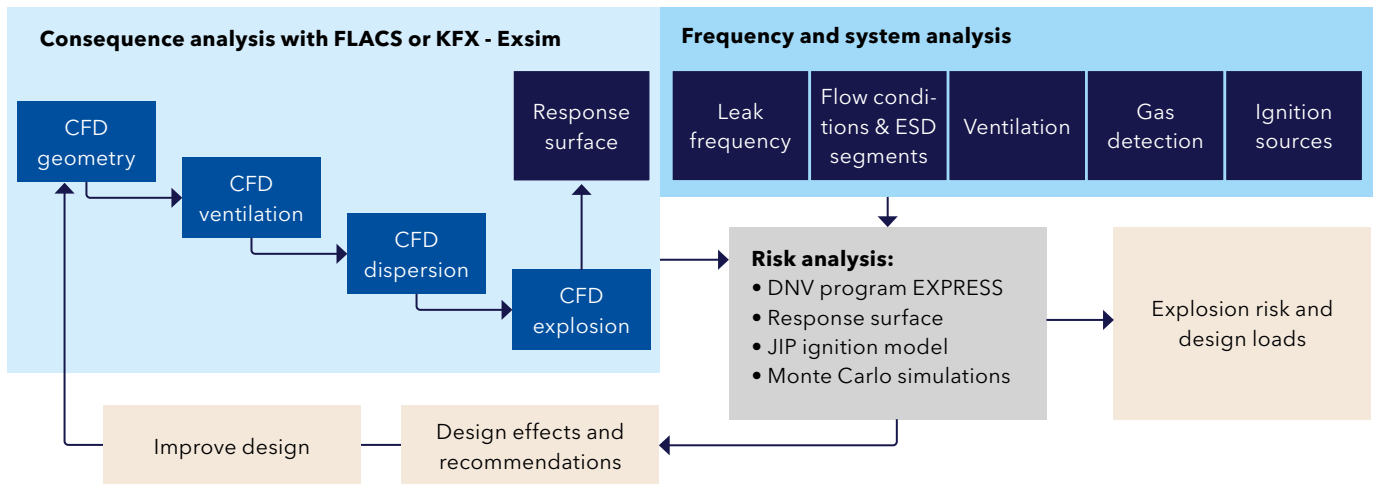 Consequence analysis with FLACS or KFX - Exsim
CFD
geometry
CFD
ventilation
CFD
dispersion
CFD
explosion
Response
surface
Frequency and system analysis
Leak
frequency
Flow condi-
tions & ESD
segments
Ventilation
Gas
detection
Ignition
sources
Risk analysis:
• DNV program EXPRESS
• Response surface
• JIP ignition model
• Monte Carlo simulations
Explosion risk and
design loads
Design effects and
recommendations
Improve design